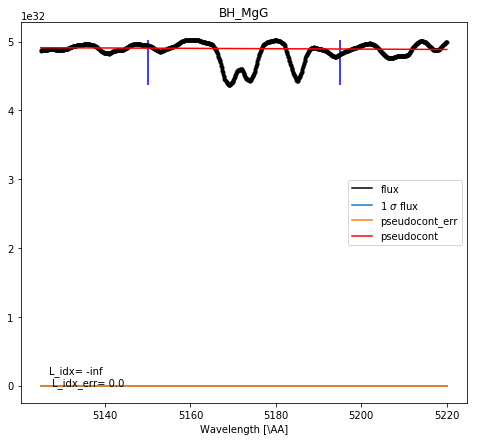 BH_MgG
1e32
5
4
3
2
1
0
flux
1 σ flux
pseudocont_err
pseudocont
L_idx= -inf
L_idx_err= 0.0
5140 5160 5180 5200 5220
Wavelength [\AA]